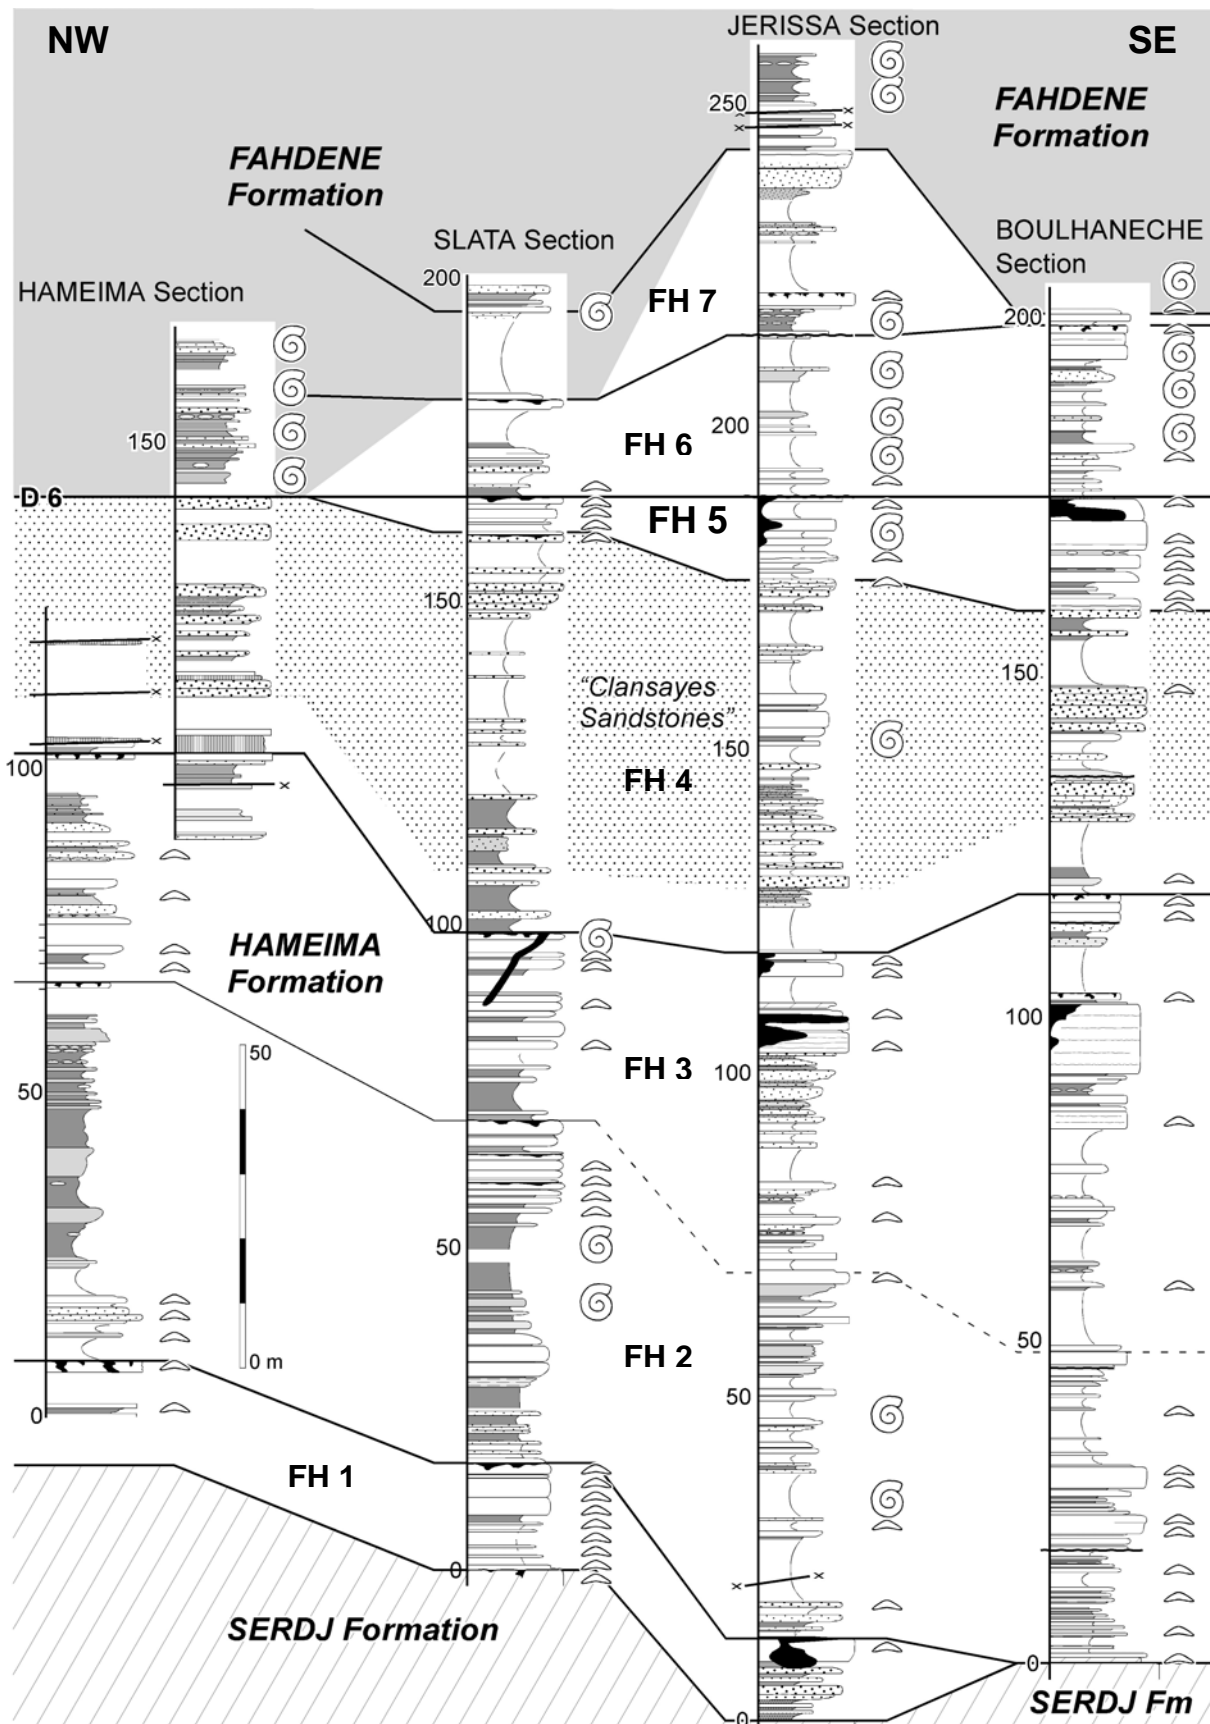 NW
JERISSA Section
SE
FAHDENE
Formation
FAHDENE
Formation
SLATA Section
BOULHANECHE
Section
HAMEIMA Section
250
200
FH 7
200
150
FH 6
200
D 6
FH 5
150
"Clansayes
Sandstones"
150
150
FH 4
100
100
HAMEIMA
Formation
50
FH 3
100
100
50
50
50
FH 2
0 m
50
0
FH 1
0
SERDJ Formation
0
SERDJ Fm
0
x
x
x
x
x
x
x
x
x
x